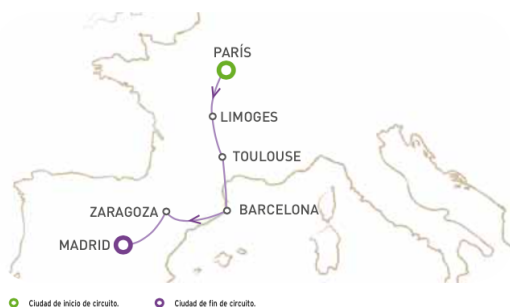 PARÍS
LIMOGES
TOULOUSE
BARCELONA
ZARAGOZA
MADRID
Ciudad de inicio de circuito.
Ciudad de fin de circuito.